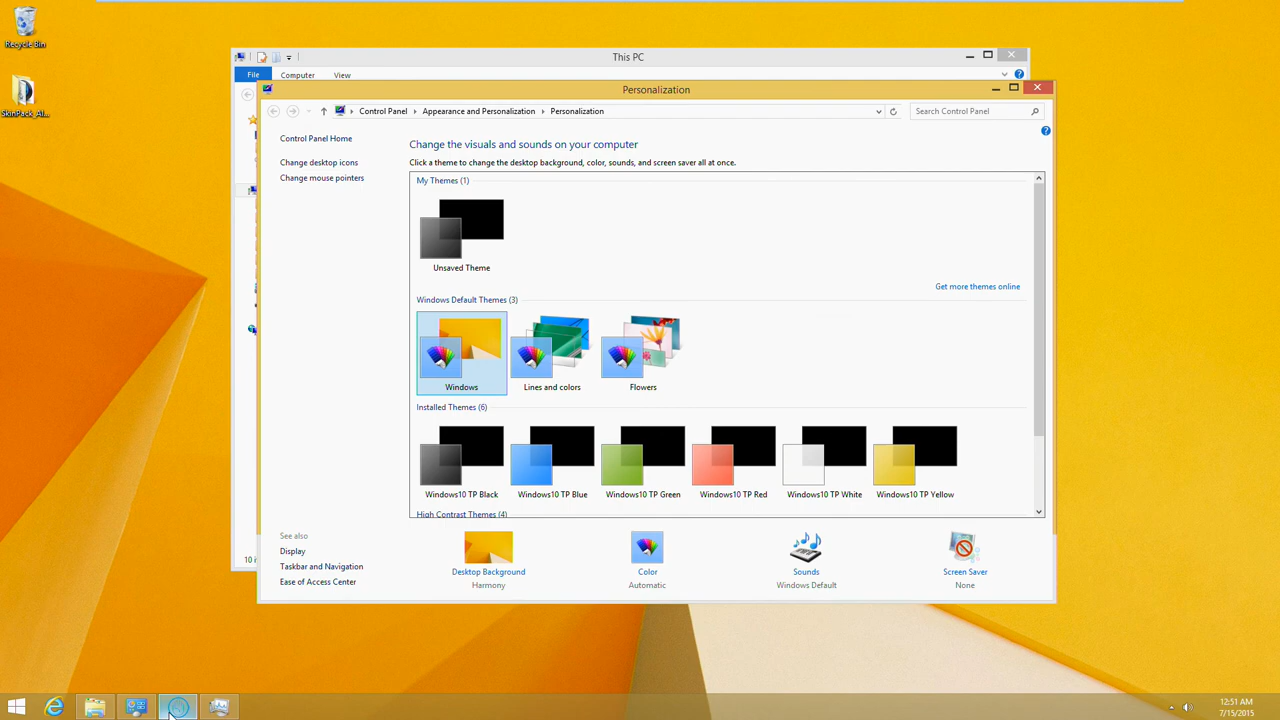 Recycle Bin
SkinPack_Al...
This PC
File
Computer
View
Personalization
Control Panel
Appearance and Personalization
Personalization
Search Control Panel
Control Panel Home
Change desktop icons
Change mouse pointers
Change the visuals and sounds on your computer
Click a theme to change the desktop background, color, sounds, and screen saver all at once.
My Themes (1)
Unsaved Theme
Get more themes online
Windows Default Themes (3)
Windows
Lines and colors
Flowers
Installed Themes (6)
Windows10 TP Black
Windows10 TP Blue
Windows10 TP Green
Windows10 TP Red
Windows10 TP White
Windows10 TP Yellow
High Contrast Themes (4)
See also
Display
Taskbar and Navigation
Ease of Access Center
Desktop Background
Harmony
Color
Automatic
Sounds
Windows Default
Screen Saver
None
12:51 AM
7/15/2015